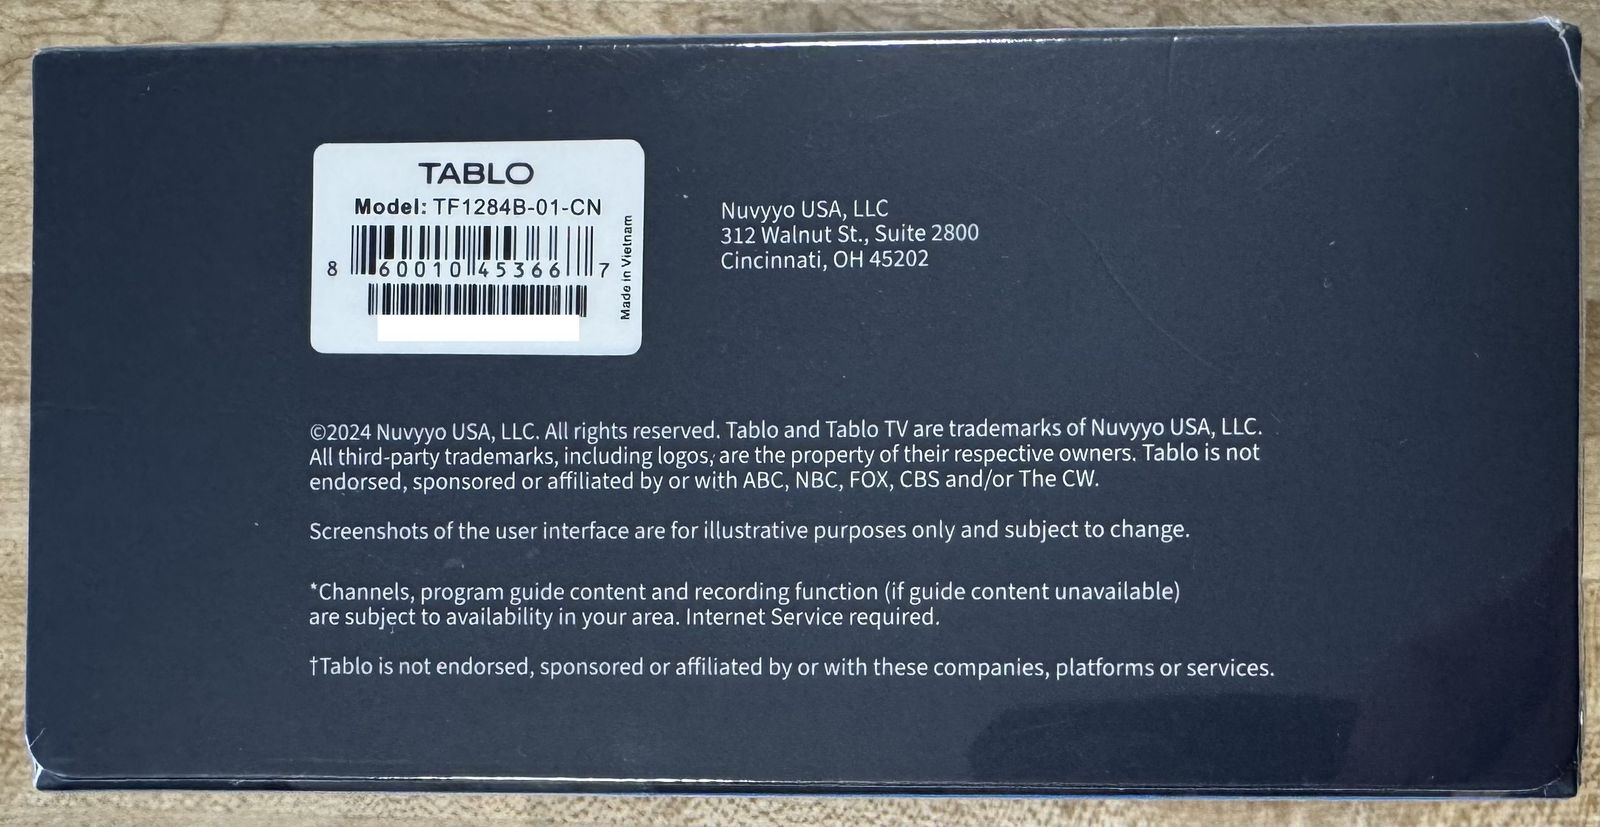 TABLO
Model: TF1284B-01-CN
8 60010 45366 7
Made in Vietnam
Nuvyyo USA, LLC
312 Walnut St., Suite 2800
Cincinnati, OH 45202
©2024 Nuvyyo USA, LLC. All rights reserved. Tablo and Tablo TV are trademarks of Nuvyyo USA, LLC.
All third-party trademarks, including logos, are the property of their respective owners. Tablo is not
endorsed, sponsored or affiliated by or with ABC, NBC, FOX, CBS and/or The CW.
Screenshots of the user interface are for illustrative purposes only and subject to change.
*Channels, program guide content and recording function (if guide content unavailable)
are subject to availability in your area. Internet Service required.
†Tablo is not endorsed, sponsored or affiliated by or with these companies, platforms or services.